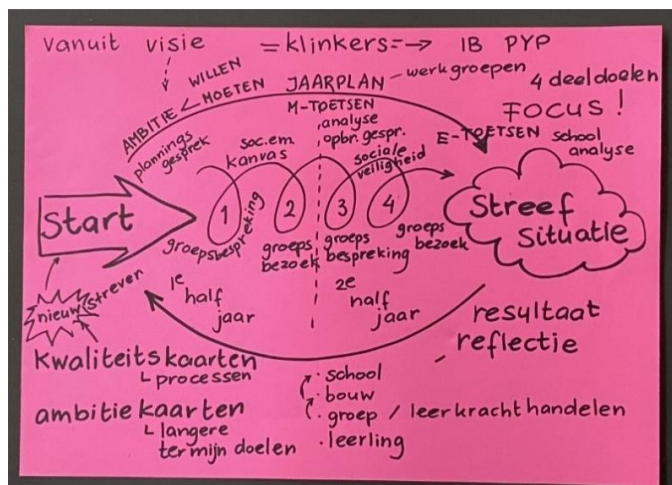 vanuit visie =klinkers=→ IB PYP
WILLEN
AMBITIE < MOETEN JAARPLAN - werkgroepen
4 deeldoelen
FOCUS!
M-TOETSEN
analyse
opbr.gespr.
E-TOETSEN school
analyse
plannings
gesprek
soc.em.
kanvas
sociale
veiligheid
Start
1 2 3 4
Streef
Situatie
groepsbespreking
groeps
bezoek
groeps
bespreking
groeps
bezoek
nieuw streven
1e
half
jaar
2e
half
jaar
resultaat
reflectie
kwaliteitskaarten
processen
ambitiekaarten
langere
termijn doelen
· school
· bouw
· groep / leerkrachthandelen
· leerling